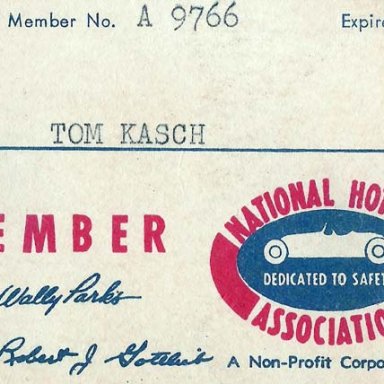 Member No. A 9766 Expire
TOM KASCH
EMBER
NATIONAL HO
DEDICATED TO SAFET
ASSOCIATION
Wally Parks
Robert J Gottlieb
A Non-Profit Corpo